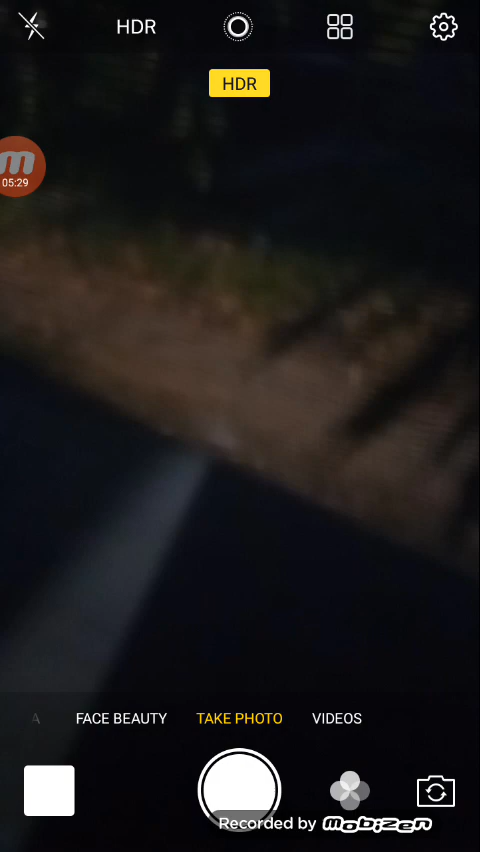 HDR
HDR
m
05:29
A
FACE BEAUTY
TAKE PHOTO
VIDEOS
Recorded by mobizen